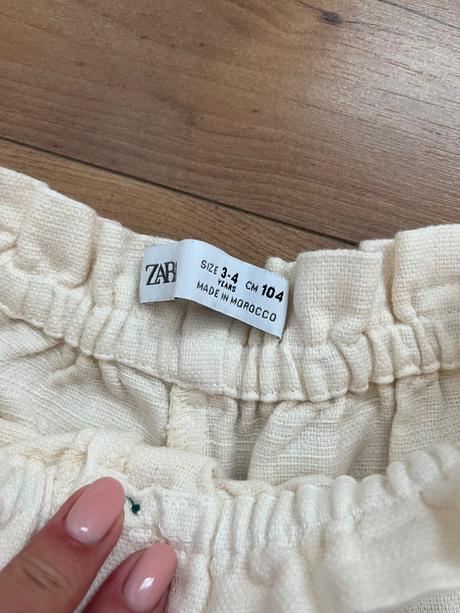 ZAR
SIZE 3-4 CM 104
YEARS
MADE IN MOROCCO